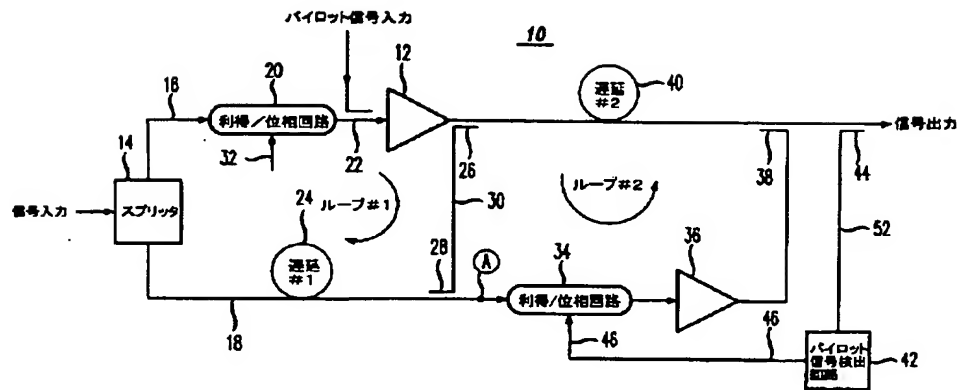 パイロット信号入力
10
20
12
40
遅延
#2
16
利得/位相回路
22
信号出力
14
32
26
38
44
信号入力
スプリッタ
24
ループ#1
30
ループ#2
52
遅延
#1
28
A
34
36
利得/位相回路
18
46
46
パイロット
信号検出
回路
42